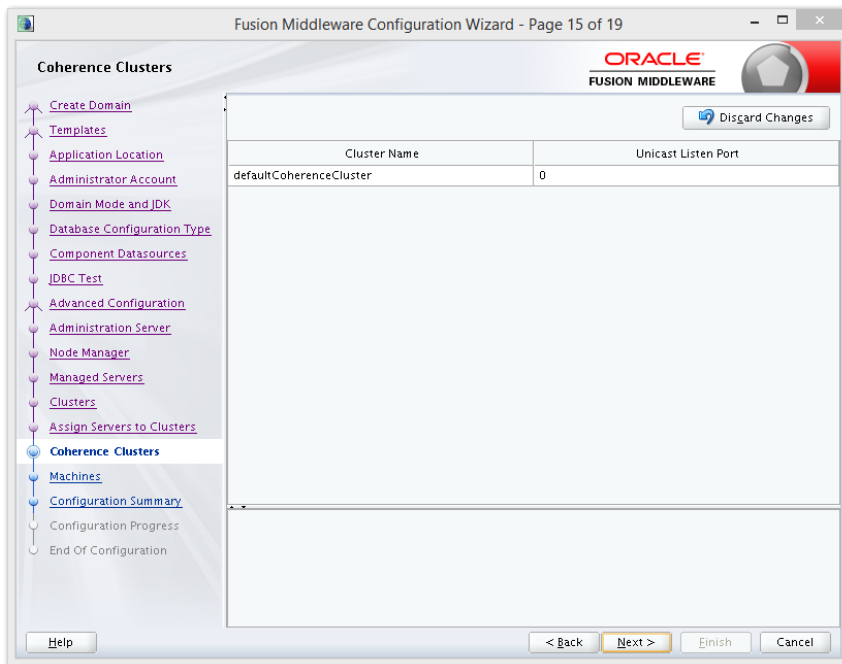 Fusion Middleware Configuration Wizard - Page 15 of 19
Coherence Clusters
ORACLE
FUSION MIDDLEWARE
Create Domain
Templates
Application Location
Administrator Account
Domain Mode and JDK
Database Configuration Type
Component Datasources
JDBC Test
Advanced Configuration
Administration Server
Node Manager
Managed Servers
Clusters
Assign Servers to Clusters
Coherence Clusters
Machines
Configuration Summary
Configuration Progress
End Of Configuration
Discard Changes
Cluster Name Unicast Listen Port
defaultCoherenceCluster 0
Help < Back Next > Finish Cancel